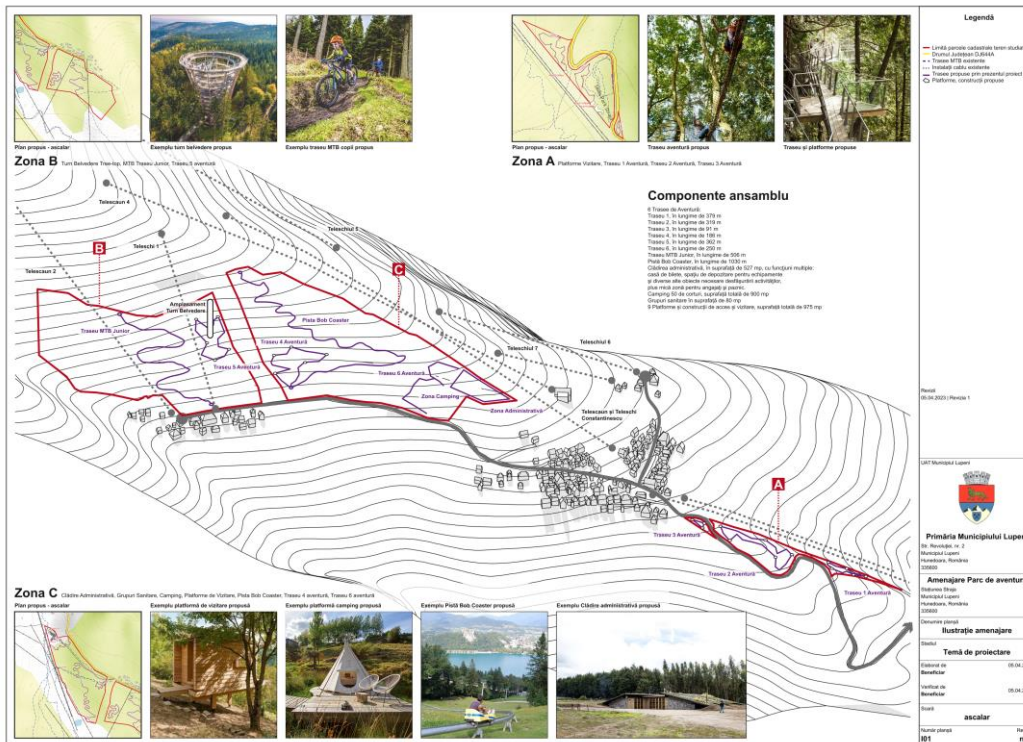 Plan propus - ascalar
Exemplu turn belvedere propus
Exemplu traseu MTB copii propus
Zona B Turn Belvedere Tree-top, MTB Traseu Junior, Traseu 5 aventură
Plan propus - ascalar
Traseu aventură propus
Traseu și platforme propuse
Zona A Platforme Vizitare, Traseu 1 Aventură, Traseu 2 Aventură, Traseu 3 Aventură
Legendă
Limită parcele cadastrale teren studiat
Drumul Județean DJ664A
Trasee MTB existente
Instalații cablu existente
Trasee propuse prin prezentul proiect
Platforme, construcții propuse
Componente ansamblu
6 Trasee de Aventură:
Traseu 1, în lungime de 379 m
Traseu 2, în lungime de 319 m
Traseu 3, în lungime de 91 m
Traseu 4, în lungime de 186 m
Traseu 5, în lungime de 362 m
Traseu 6, în lungime de 250 m
Traseu MTB Junior, în lungime de 506 m
Pistă Bob Coaster, în lungime de 1030 m
Clădirea administrativă, în suprafață de 527 mp, cu funcțiuni multiple:
casă de bilete, spațiu de depozitare pentru echipamente
și diverse alte obiecte necesare desfășurării activităților,
plus mică zonă pentru angajați și paznic.
Camping 50 de corturi, suprafață totală de 900 mp
Grupuri sanitare în suprafață de 60 mp
9 Platforme și construcții de acces și vizitare, suprafață totală de 475 mp
Telescaun 4
Teleschi 1
Teleschiul 5
B
Telescaun 2
C
Amplasament
Turn Belvedere
Traseu MTB Junior
Pista Bob Coaster
Traseu 4 Aventură
Traseu 5 Aventură
Traseu 6 Aventură
Teleschiul 7
Teleschiul 6
Zona Camping
Zona Administrativă
Telescaun și Teleschi
Constantinescu
A
Traseu 3 Aventură
Traseu 2 Aventură
Traseu 1 Aventură
Zona C Clădire Administrativă, Grupuri Sanitare, Camping, Platforme de Vizitare, Pista Bob Coaster, Traseu 4 aventură, Traseu 6 aventură
Plan propus - ascalar
Exemplu platformă de vizitare propusă
Exemplu platformă camping propusă
Exemplu Pistă Bob Coaster propusă
Exemplu Clădire administrativă propusă
Revizii
05.04.2023 | Revizie 1
UAT Municipiul Lupeni
Primăria Municipiului Lupeni
Str. Revoluției, nr. 2
Municipiul Lupeni
Hunedoara, România
335600
Amenajare Parc de aventur
Stațiunea Straja
Municipiul Lupeni
Hunedoara, România
335600
Denumire planșă
Ilustrație amenajare
Stadiul
Temă de proiectare
Elaborat de
05.04.
Beneficiar
Verificat de
05.04.
Beneficiar
Scară
ascalar
Număr planșă
Re
I01